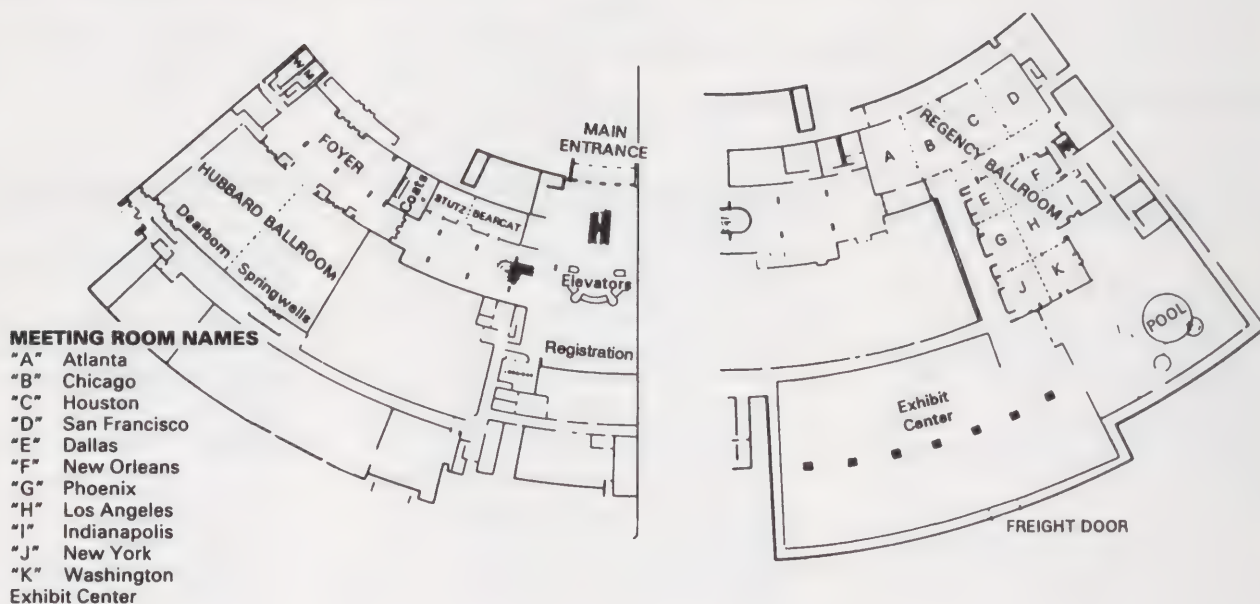 W
M
FOYER
Coats
STUTZ
BEARCAT
MAIN
ENTRANCE
HUBBARD BALLROOM
Dearborn
Springwells
Elevators
Registration
MEETING ROOM NAMES
"A" Atlanta
"B" Chicago
"C" Houston
"D" San Francisco
"E" Dallas
"F" New Orleans
"G" Phoenix
"H" Los Angeles
"I" Indianapolis
"J" New York
"K" Washington
Exhibit Center
REGENCY BALLROOM
A
B
C
D
E
F
G
H
J
K
POOL
Exhibit
Center
FREIGHT DOOR